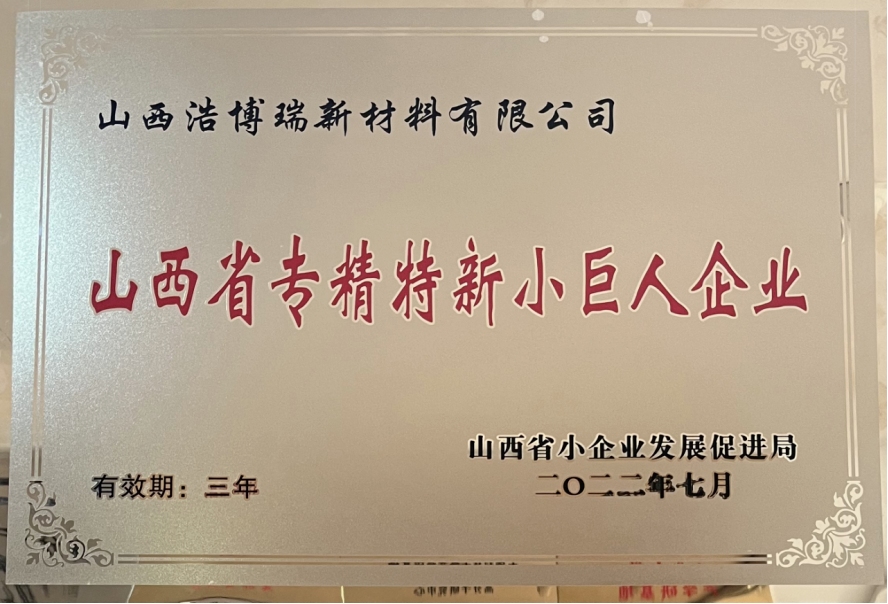 山西浩博瑞新材料有限公司
山西省专精特新小巨人企业
山西省小企业发展促进局
有效期：三年
二〇二二年七月